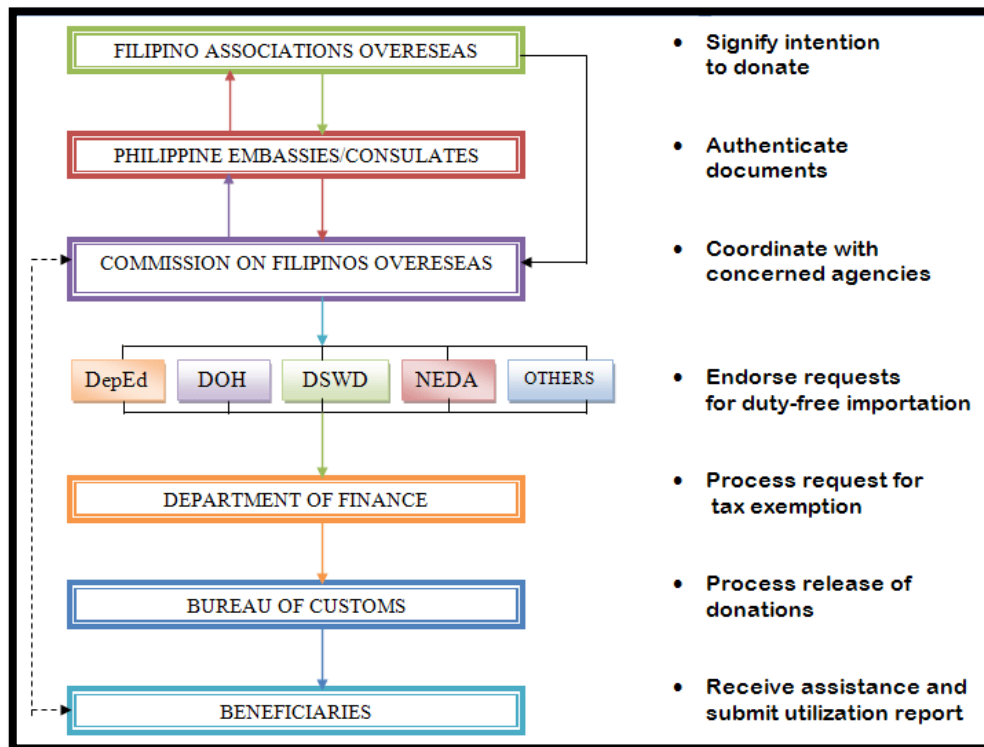 FILIPINO ASSOCIATIONS OVERESEAS
• Signify intention
to donate
PHILIPPINE EMBASSIES/CONSULATES
• Authenticate
documents
COMMISSION ON FILIPINOS OVERESEAS
• Coordinate with
concerned agencies
DepEd
DOH
DSWD
NEDA
OTHERS
• Endorse requests
for duty-free importation
DEPARTMENT OF FINANCE
• Process request for
tax exemption
BUREAU OF CUSTOMS
• Process release of
donations
BENEFICIARIES
• Receive assistance and
submit utilization report